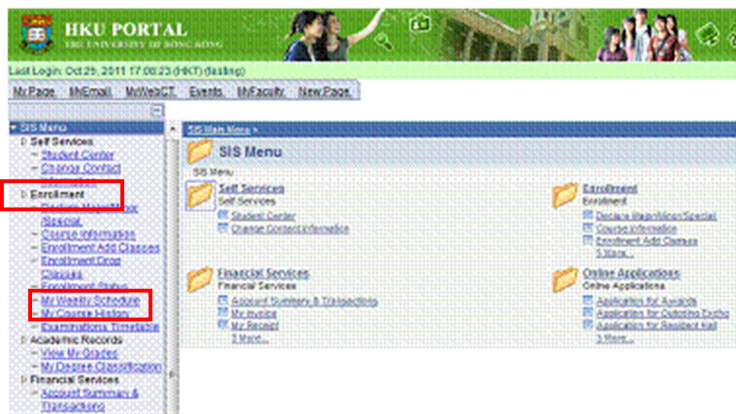 HKU PORTAL
THE UNIVERSITY OF HONG KONG
Last Login: Oct 25, 2011 17:08:23 (HKT) (lasting)
My Page MyEmail MyWebCT Events MyFaculty New Page
SIS Menu
Self Services
Student Center
Change Contact
Information
Enrollment
Declare Major/Minor
/Special
Course Information
Enrollment Add Classes
Enrollment Drop
Classes
Enrollment Status
My Weekly Schedule
My Course History
Examinations Timetable
Academic Records
View My Grades
My Degree Classification
Financial Services
Account Summary &
Transactions
SIS Main Menu >
SIS Menu
SIS Menu
Self Services
Self Services
Student Center
Change Contact Information
Enrollment
Enrollment
Declare Major/Minor/Special
Course Information
Enrollment Add Classes
5 More...
Financial Services
Financial Services
Account Summary & Transactions
My Invoice
My Receipt
3 More...
Online Applications
Online Applications
Application for Awards
Application for Outgoing Excha
Application for Resident Hall
3 More...